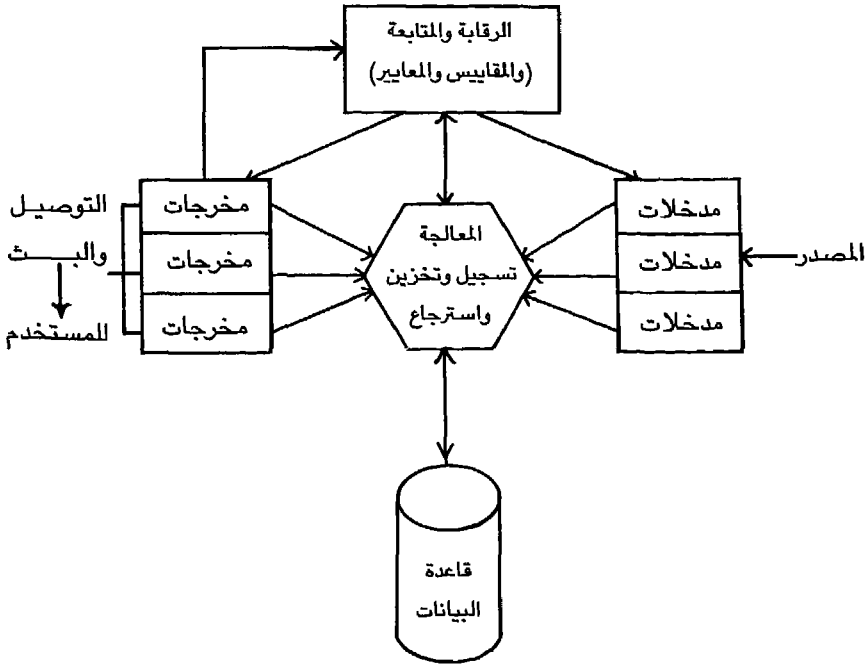 الرقابة والمتابعة
(والمقاييس والمعايير)
المصدر
مدخلات
مدخلات
مدخلات
المعالجة
تسجيل وتخزين
واسترجاع
مخرجات
مخرجات
مخرجات
التوصيل
والبث
للمستخدم
قاعدة
البيانات